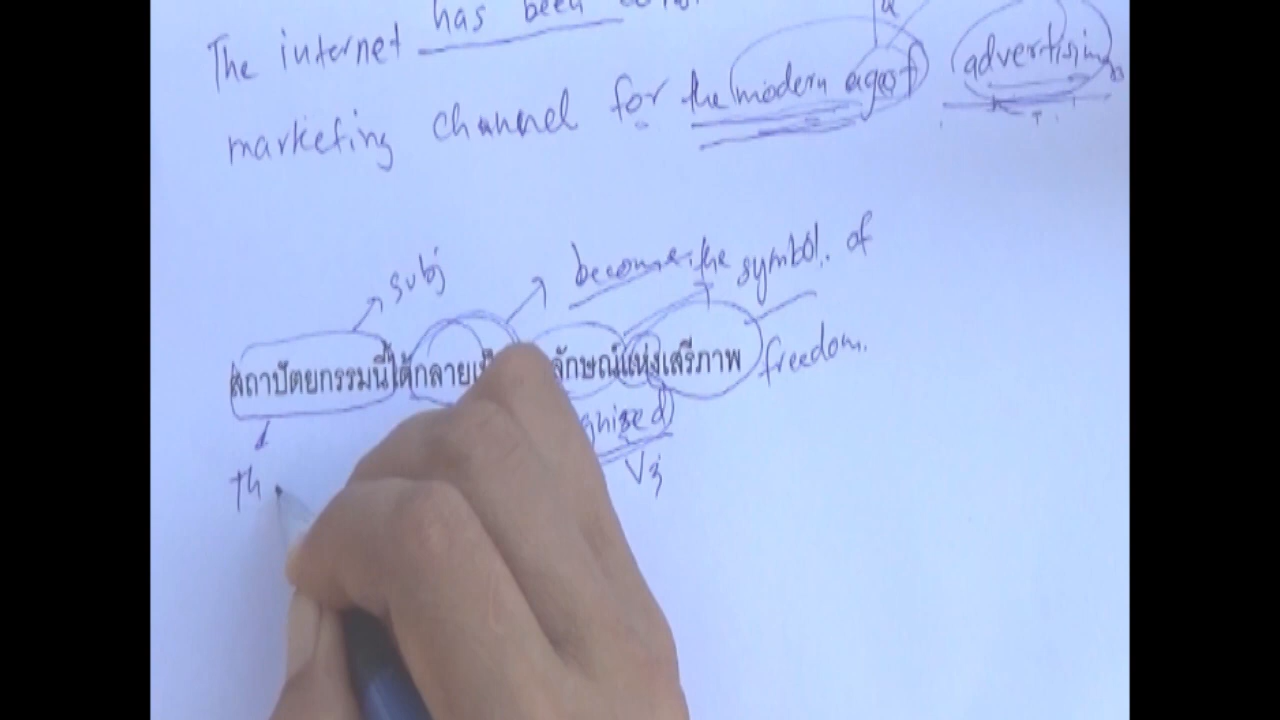 The internet has been
marketing channel for the modern age of advertising
subj
become the symbol of
สถาปัตยกรรมนี้ได้กลายเ ลักษณ์แห่งเสรีภาพ
freedom.
gnized
V3
Th